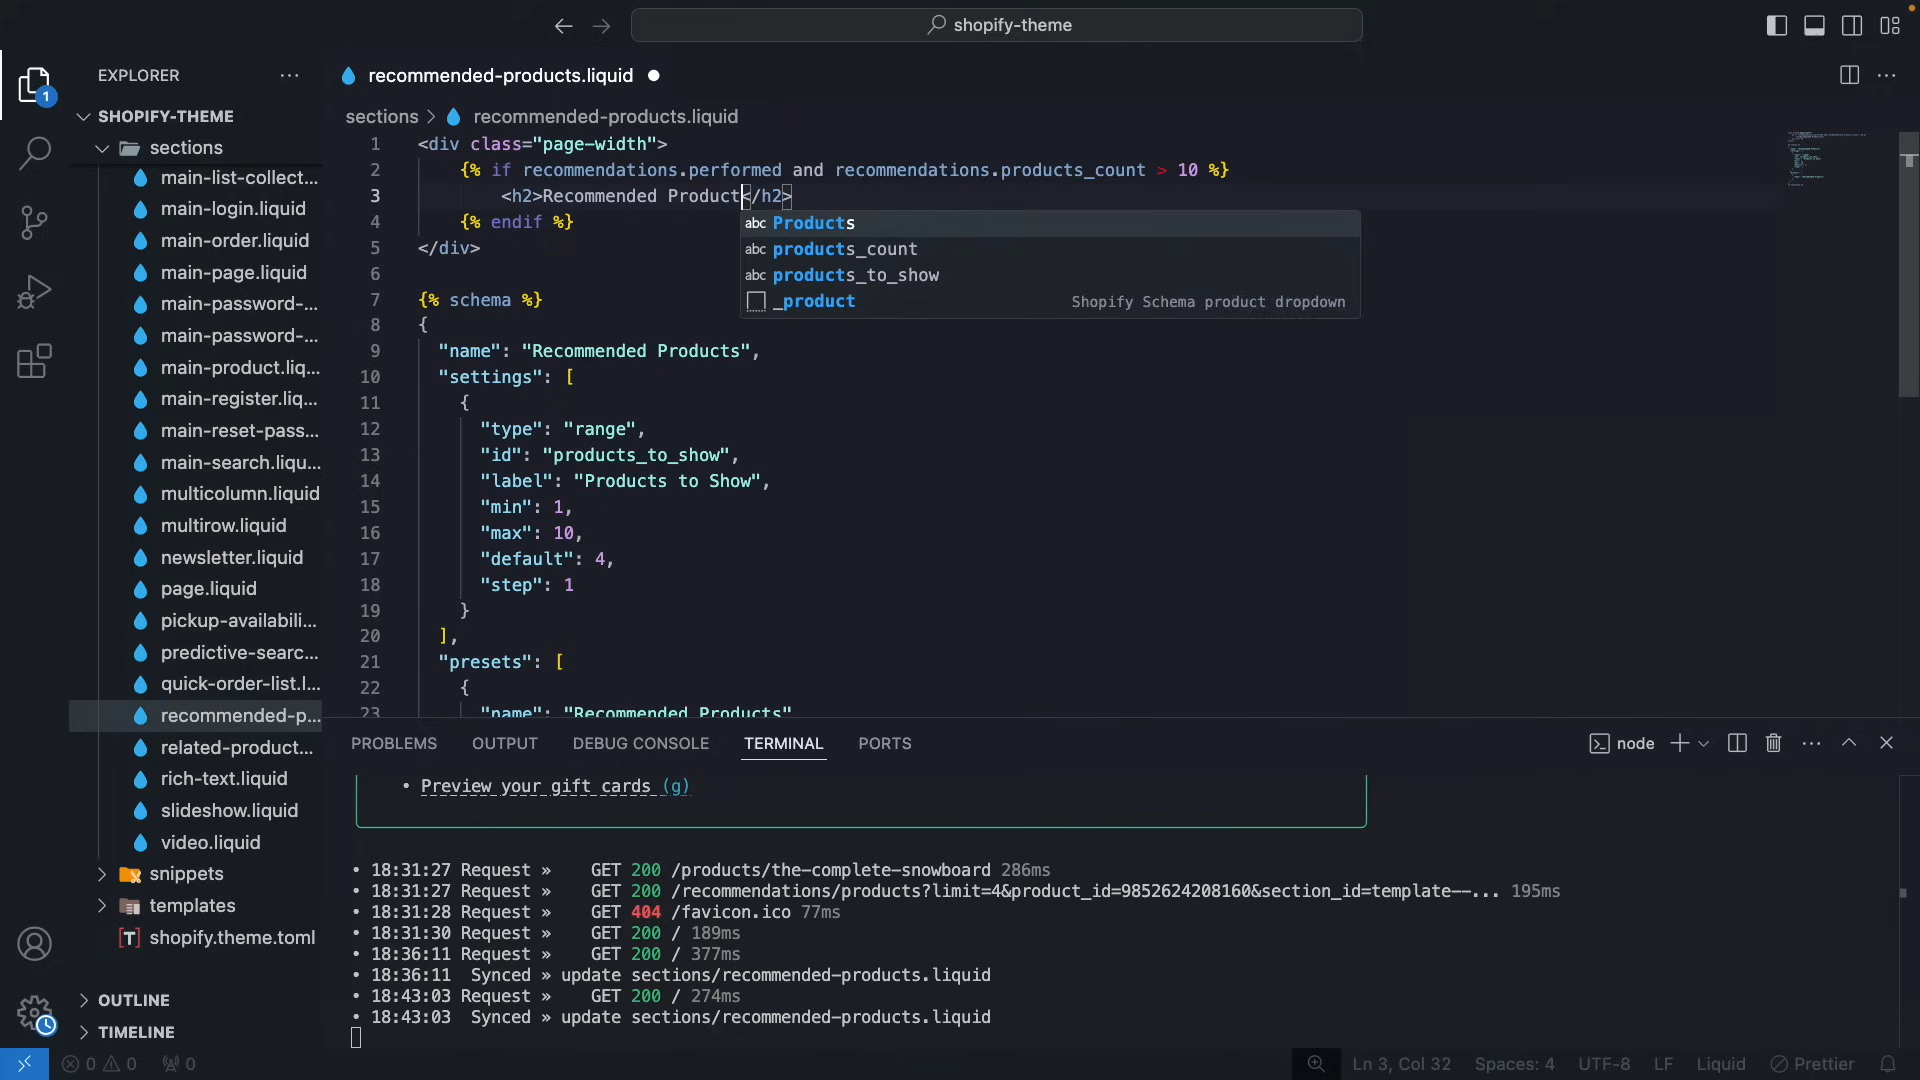 shopify-theme
EXPLORER
SHOPIFY-THEME
sections
main-list-collect...
main-login.liquid
main-order.liquid
main-page.liquid
main-password-...
main-password-...
main-product.liq...
main-register.liq...
main-reset-pass...
main-search.liqu...
multicolumn.liquid
multirow.liquid
newsletter.liquid
page.liquid
pickup-availabili...
predictive-searc...
quick-order-list.l...
recommended-p...
related-product...
rich-text.liquid
slideshow.liquid
video.liquid
snippets
templates
[T] shopify.theme.toml
OUTLINE
TIMELINE
1
recommended-products.liquid
sections > recommended-products.liquid
1 <div class="page-width">
2 {% if recommendations.performed and recommendations.products_count > 10 %}
3 <h2>Recommended Product</h2>
4 {% endif %}
5 </div>
6
7 {% schema %}
8 {
9 "name": "Recommended Products",
10 "settings": [
11 {
12 "type": "range",
13 "id": "products_to_show",
14 "label": "Products to Show",
15 "min": 1,
16 "max": 10,
17 "default": 4,
18 "step": 1
19 }
20 ],
21 "presets": [
22 {
23 "name": "Recommended Products"
abc Products
abc products_count
abc products_to_show
_product Shopify Schema product dropdown
PROBLEMS OUTPUT DEBUG CONSOLE TERMINAL PORTS
node
• Preview your gift cards (g)
• 18:31:27 Request » GET 200 /products/the-complete-snowboard 286ms
• 18:31:27 Request » GET 200 /recommendations/products?limit=4&product_id=9852624208160&section_id=template--... 195ms
• 18:31:28 Request » GET 404 /favicon.ico 77ms
• 18:31:30 Request » GET 200 / 189ms
• 18:36:11 Request » GET 200 / 377ms
• 18:36:11 Synced » update sections/recommended-products.liquid
• 18:43:03 Request » GET 200 / 274ms
• 18:43:03 Synced » update sections/recommended-products.liquid
0 0 0
Ln 3, Col 32 Spaces: 4 UTF-8 LF Liquid Prettier